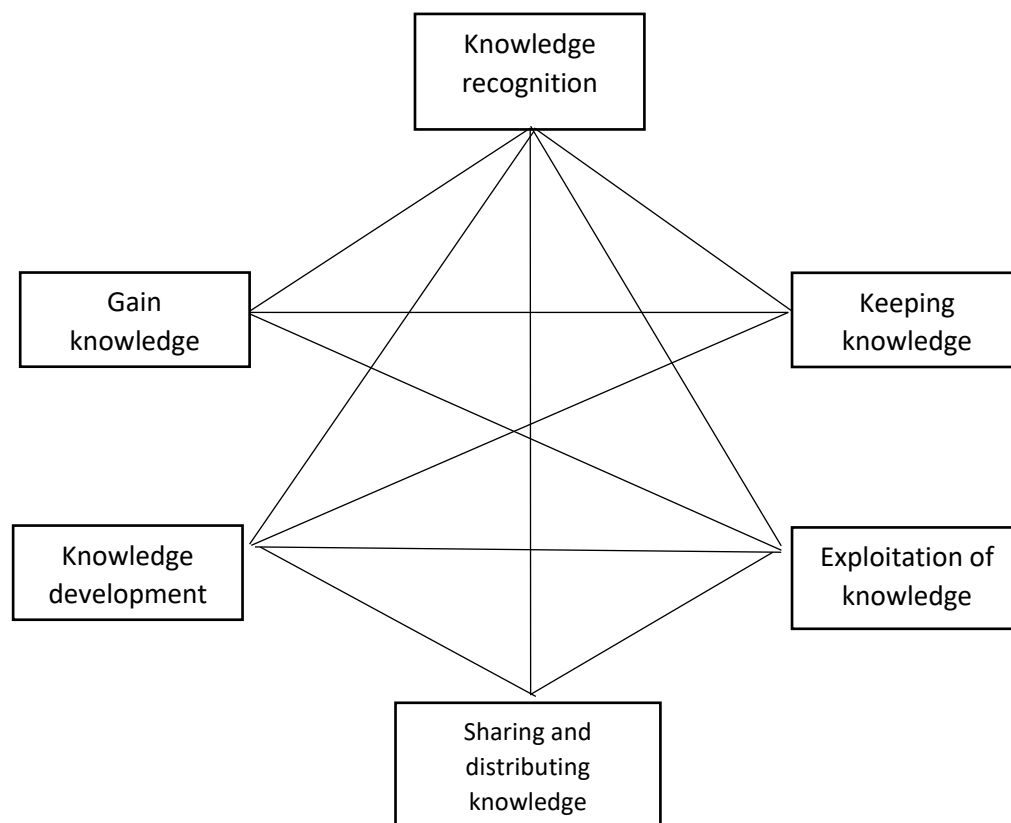 Knowledge
recognition
Gain
knowledge
Keeping
knowledge
Knowledge
development
Exploitation of
knowledge
Sharing and
distributing
knowledge